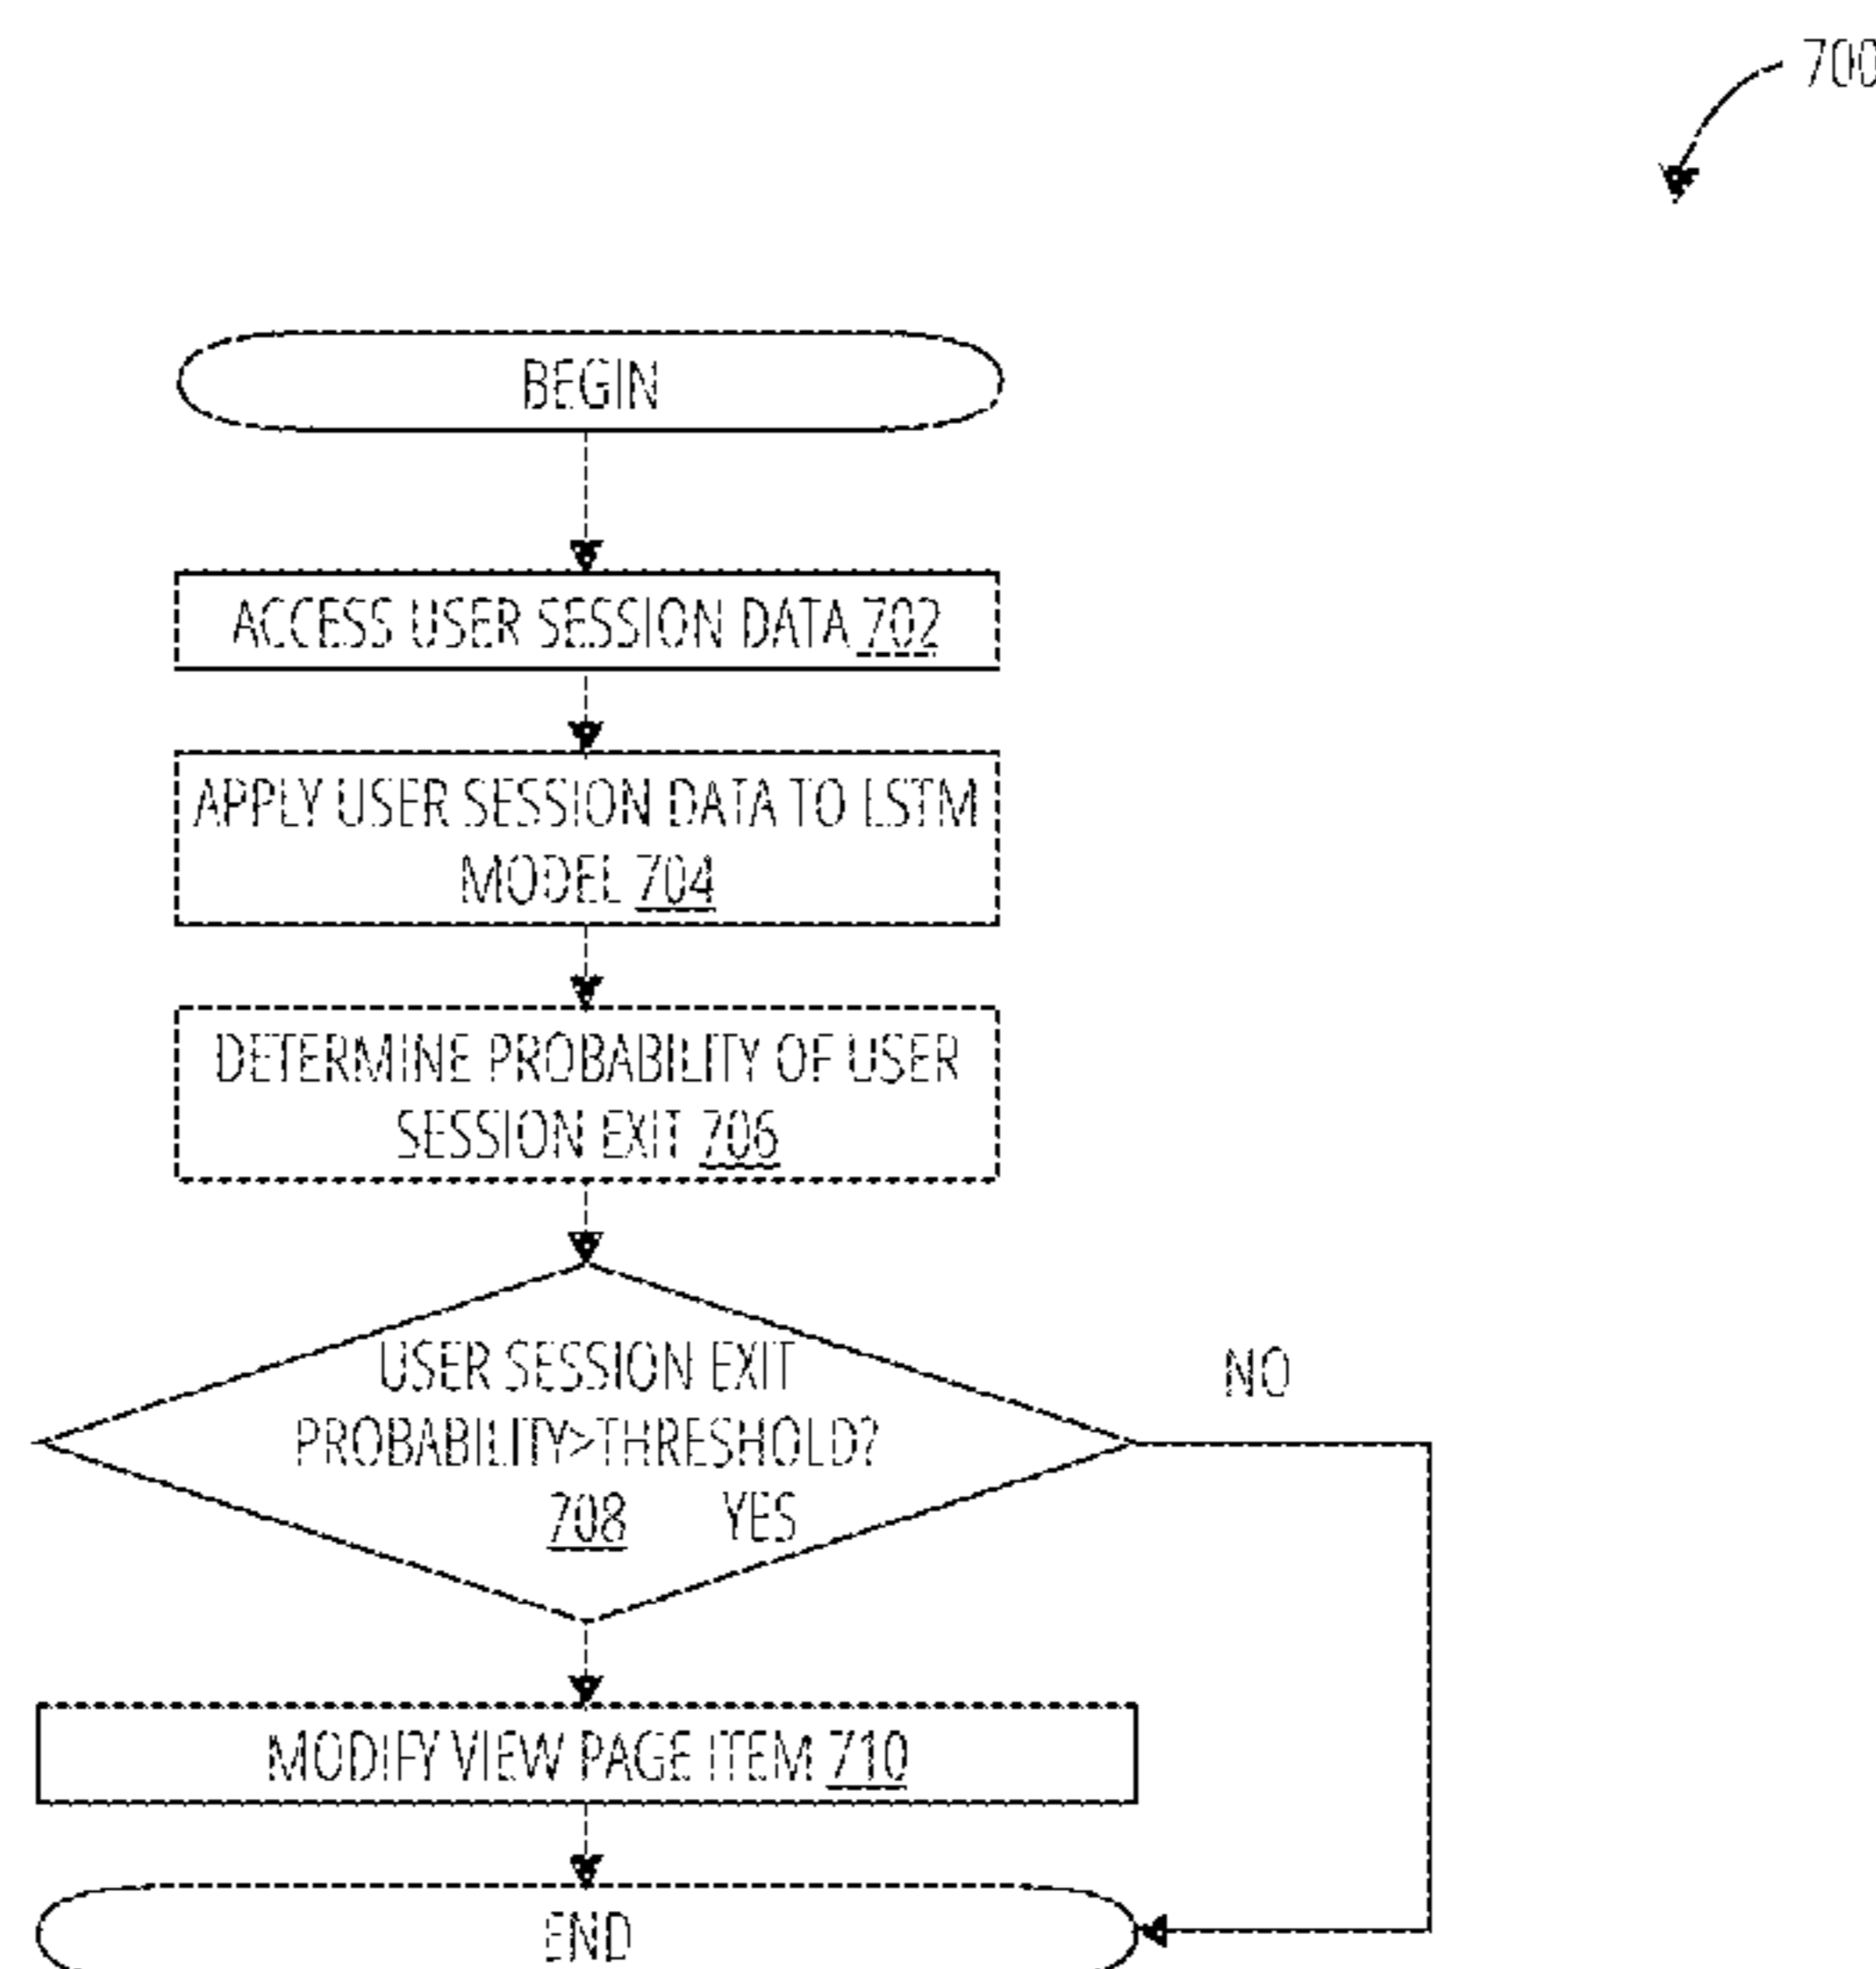 700
BEGIN
ACCESS USER SESSION DATA 702
APPLY USER SESSION DATA TO LSTM
MODEL 704
DETERMINE PROBABILITY OF USER
SESSION EXIT 706
USER SESSION EXIT
PROBABILITY>THRESHOLD?
708 YES
NO
MODIFY VIEW PAGE ITEM 710
END